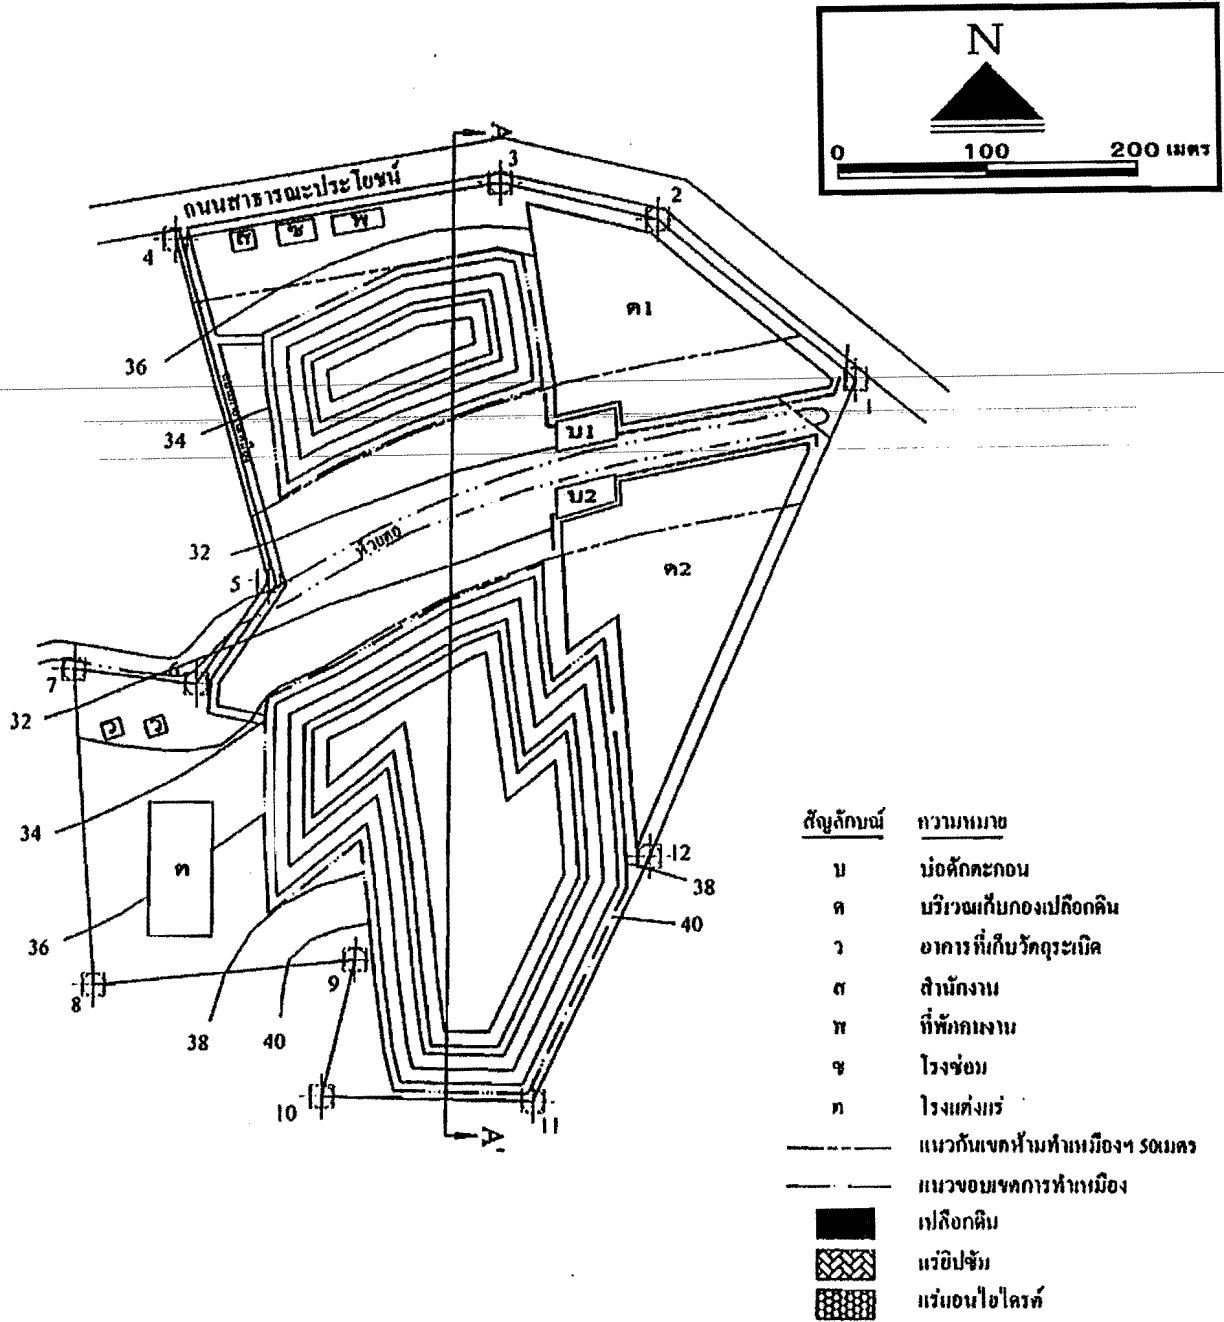 N
0 100 200 เมตร
A
3
ถนนสาธารณะประโยชน์
2
ส ช พ
4
ค1
36
1
34
บ1
บ2
32
ห้วยคอ
5
ค2
6
7
32
ว ว
34
ต
12
38
40
36
9
8
38 40
10
11
A'
สัญลักษณ์ ความหมาย
บ บ่อดักตะกอน
ค บริเวณเก็บกองเปลือกดิน
ว อาคารที่เก็บวัตถุระเบิด
ส สำนักงาน
พ ที่พักคนงาน
ช โรงซ่อม
ต โรงแต่งแร่
แนวกันเขตห้ามทำเหมืองฯ 50เมตร
แนวขอบเขตการทำเหมือง
เปลือกดิน
แร่ยิปซัม
แร่แอนไฮไดรต์